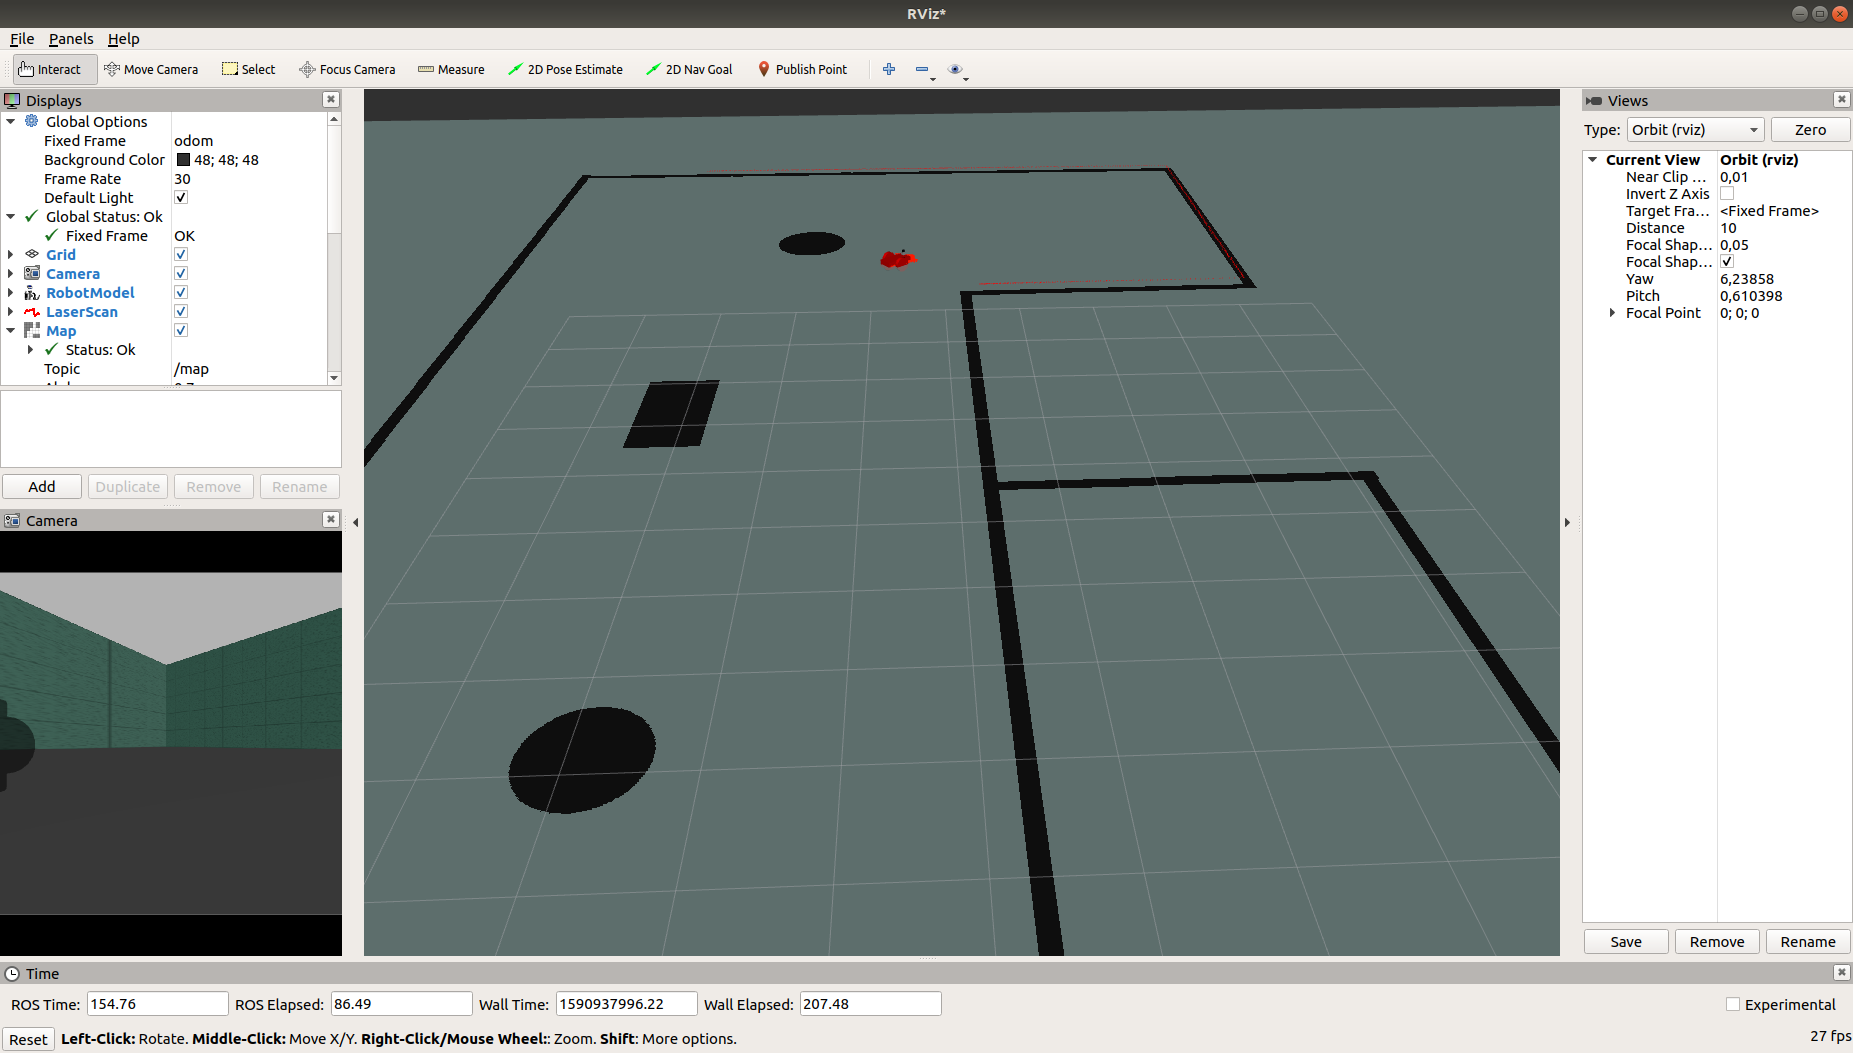 RViz*
File Panels Help
Interact Move Camera Select Focus Camera Measure 2D Pose Estimate 2D Nav Goal Publish Point
Displays
Global Options
Fixed Frame odom
Background Color 48; 48; 48
Frame Rate 30
Default Light
Global Status: Ok
Fixed Frame OK
Grid
Camera
RobotModel
LaserScan
Map
Status: Ok
Topic /map
Add Duplicate Remove Rename
Camera
Views
Type: Orbit (rviz) Zero
Current View Orbit (rviz)
Near Clip ... 0,01
Invert Z Axis
Target Fra... <Fixed Frame>
Distance 10
Focal Shap... 0,05
Focal Shap...
Yaw 6,23858
Pitch 0,610398
Focal Point 0; 0; 0
Save Remove Rename
Time
ROS Time: 154.76 ROS Elapsed: 86.49 Wall Time: 1590937996.22 Wall Elapsed: 207.48 Experimental
Reset Left-Click: Rotate. Middle-Click: Move X/Y. Right-Click/Mouse Wheel:: Zoom. Shift: More options. 27 fps